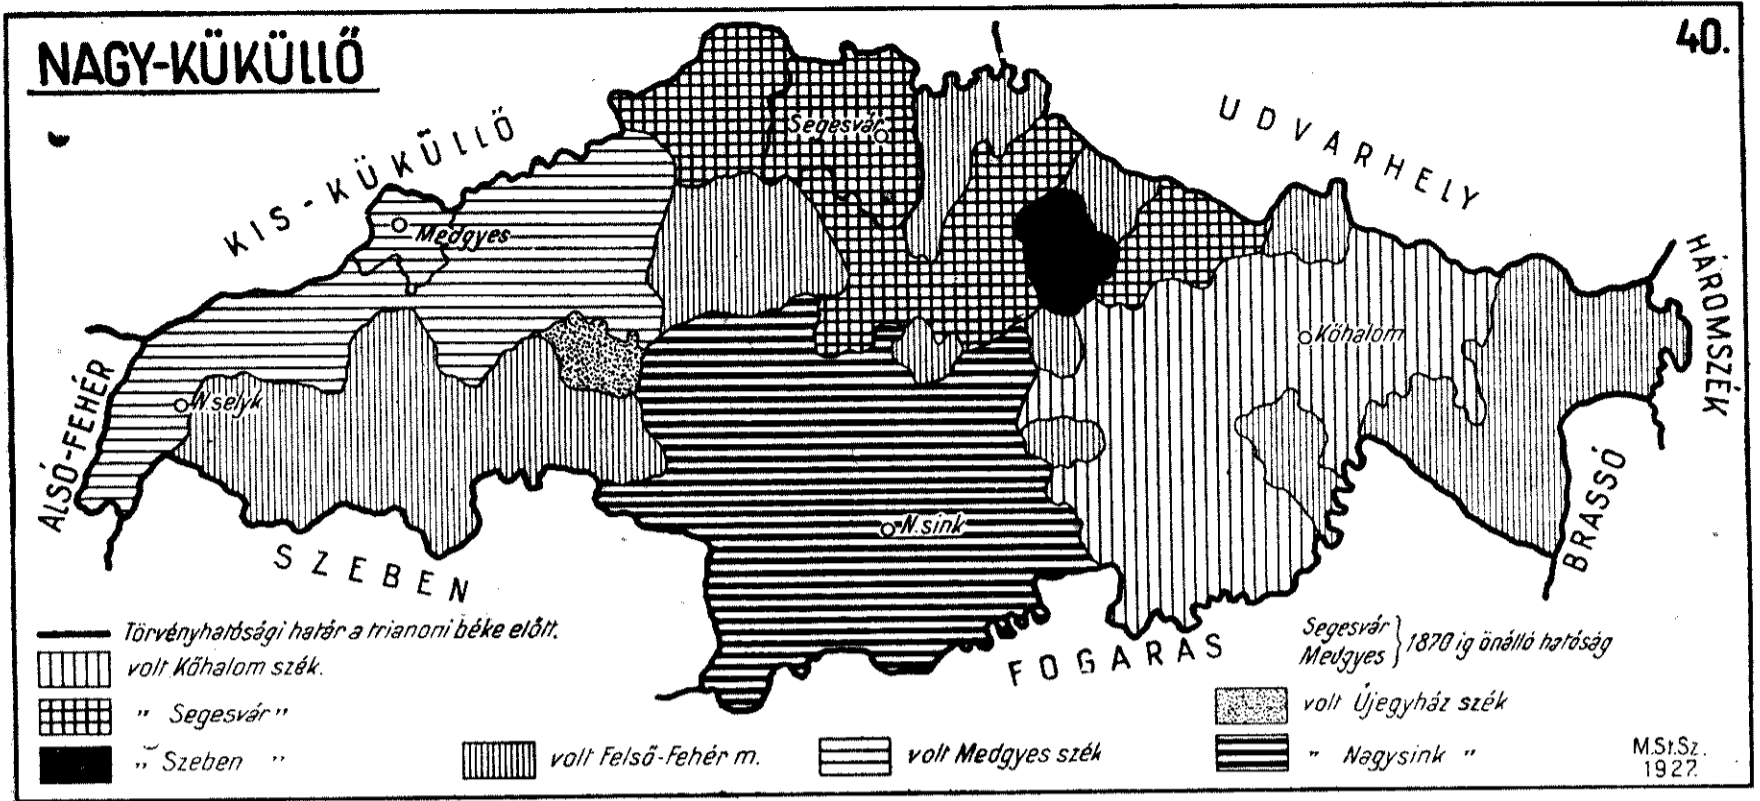 NAGY-KÜKÜLLŐ
40.
KIS-KÜKÜLLŐ
UDVARHELY
HÁROMSZÉK
Segesvár
Medgyes
Kőhalom
N.selyk
ALSÓ-FEHÉR
N.sink
BRASSÓ
SZEBEN
FOGARAS
Törvényhatósági határ a trianoni béke előtt.
volt Kőhalom szék.
" Segesvár "
" Szeben "
volt Felső-Fehér m.
volt Medgyes szék
Segesvár
Medgyes } 1870 ig önálló hatóság
volt Újegyház szék
" Nagysink "
M.St.Sz.
1927.